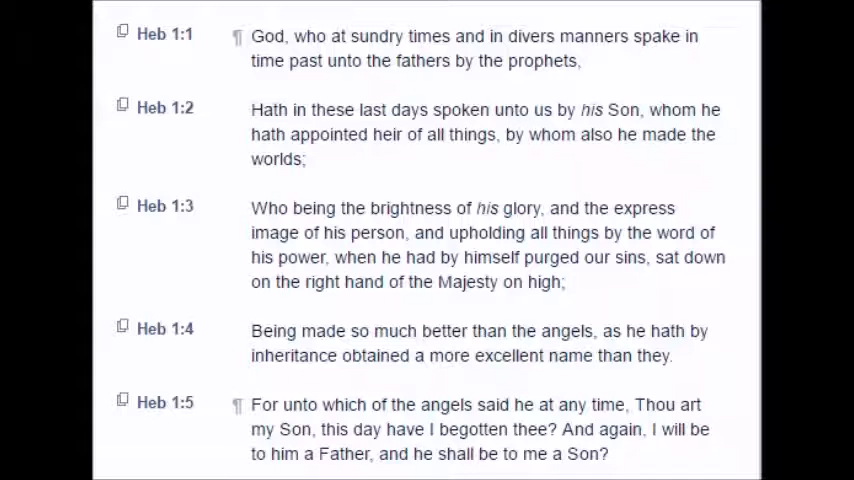 Heb 1:1 ¶ God, who at sundry times and in divers manners spake in
time past unto the fathers by the prophets,
Heb 1:2 Hath in these last days spoken unto us by his Son, whom he
hath appointed heir of all things, by whom also he made the
worlds;
Heb 1:3 Who being the brightness of his glory, and the express
image of his person, and upholding all things by the word of
his power, when he had by himself purged our sins, sat down
on the right hand of the Majesty on high;
Heb 1:4 Being made so much better than the angels, as he hath by
inheritance obtained a more excellent name than they.
Heb 1:5 ¶ For unto which of the angels said he at any time, Thou art
my Son, this day have I begotten thee? And again, I will be
to him a Father, and he shall be to me a Son?